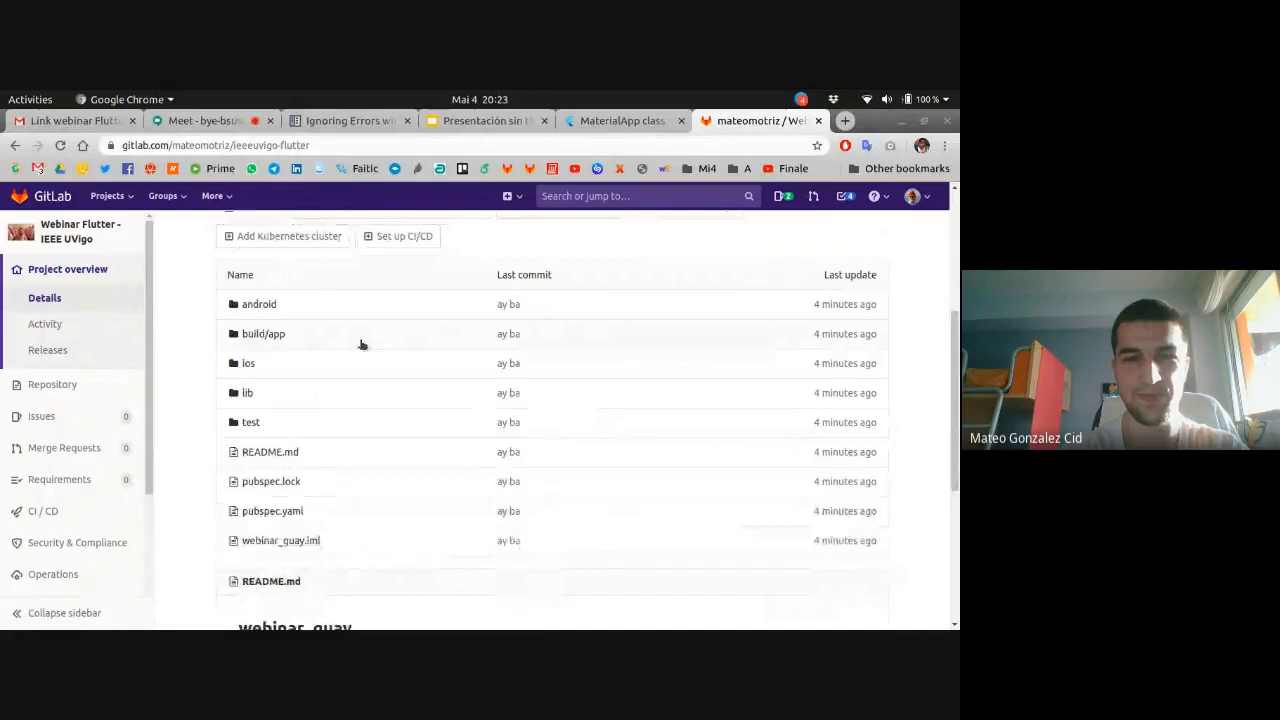 Activities
Google Chrome
Mai 4 20:23
4
100 %
Link webinar Flutte
Meet - bye-bsuw
Ignoring Errors wi
Presentación sin t
MaterialApp class
mateomotriz / Web
gitlab.com/mateomotriz/ieeeuvigo-flutter
Prime
Faitic
Mi4
A
Finale
Other bookmarks
GitLab
Projects
Groups
More
Search or jump to...
2
4
Webinar Flutter -
IEEE UVigo
Project overview
Details
Activity
Releases
Repository
Issues
0
Merge Requests
0
Requirements
0
CI / CD
Security & Compliance
Operations
Collapse sidebar
Add Kubernetes cluster
Set up CI/CD
Name Last commit Last update
android ay ba 4 minutes ago
build/app ay ba 4 minutes ago
ios ay ba 4 minutes ago
lib ay ba 4 minutes ago
test ay ba 4 minutes ago
README.md ay ba 4 minutes ago
pubspec.lock ay ba 4 minutes ago
pubspec.yaml ay ba 4 minutes ago
webinar_guay.iml ay ba 4 minutes ago
README.md
webinar_guay
Mateo Gonzalez Cid